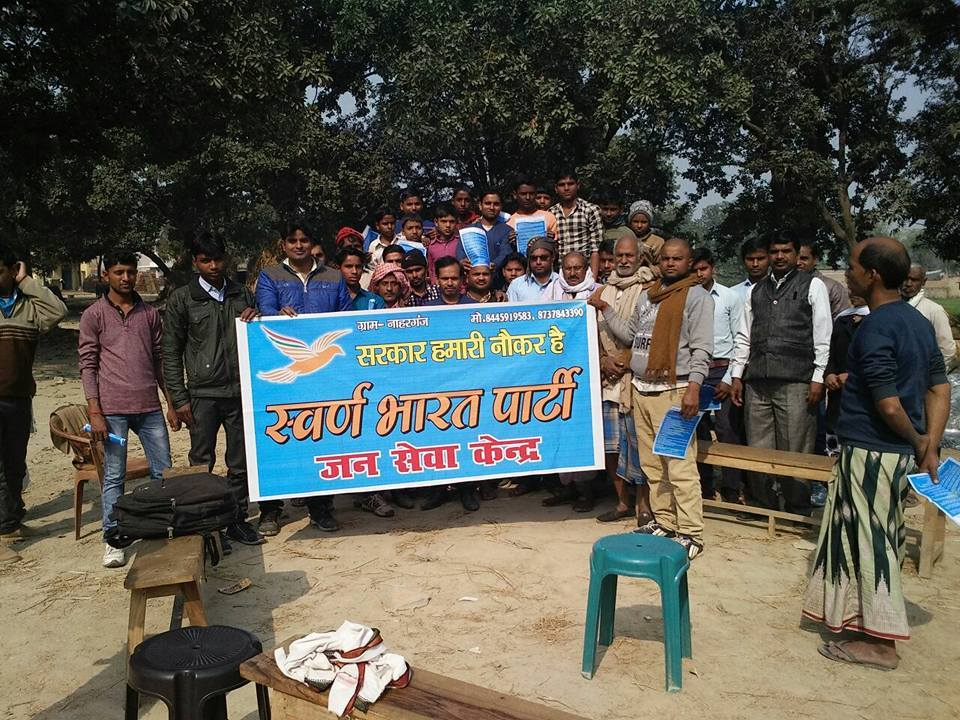 ग्राम- नाहरगंज मो.8445919583, 8737843390
सरकार हमारी नौकर है
स्वर्ण भारत पार्टी
जन सेवा केन्द्र